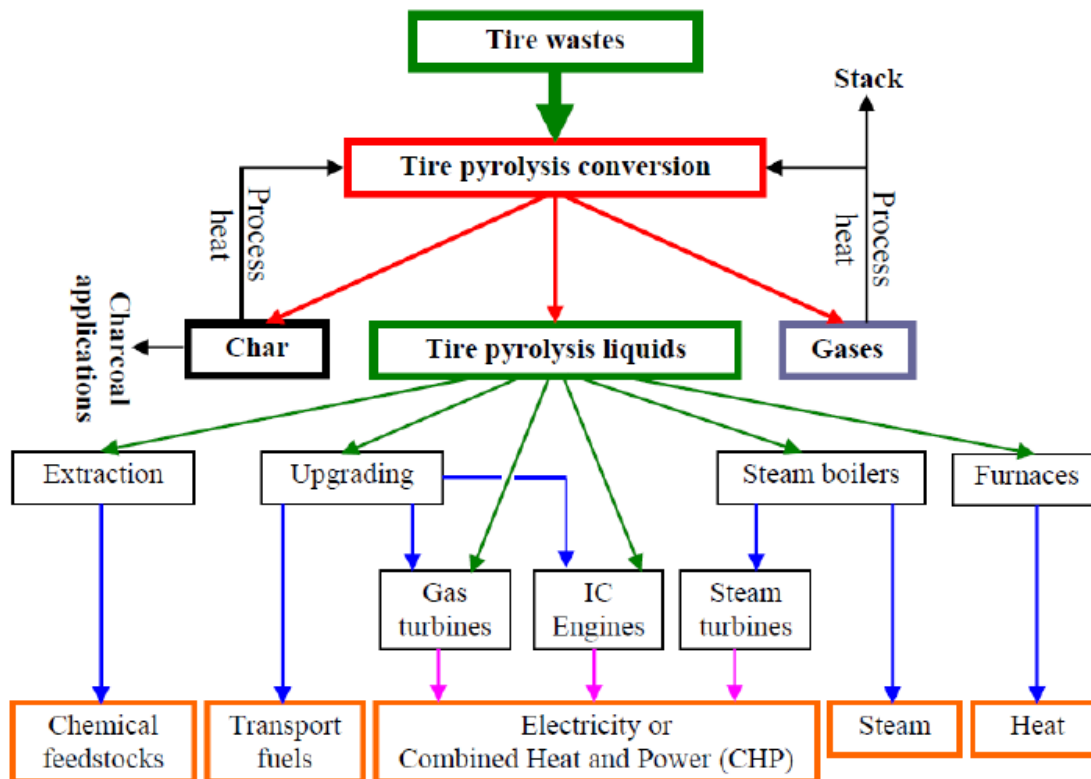 Tire wastes
Stack
Tire pyrolysis conversion
Process
heat
Process
heat
Charcoal
applications
Char
Tire pyrolysis liquids
Gases
Extraction
Upgrading
Steam boilers
Furnaces
Gas
turbines
IC
Engines
Steam
turbines
Chemical
feedstocks
Transport
fuels
Electricity or
Combined Heat and Power (CHP)
Steam
Heat